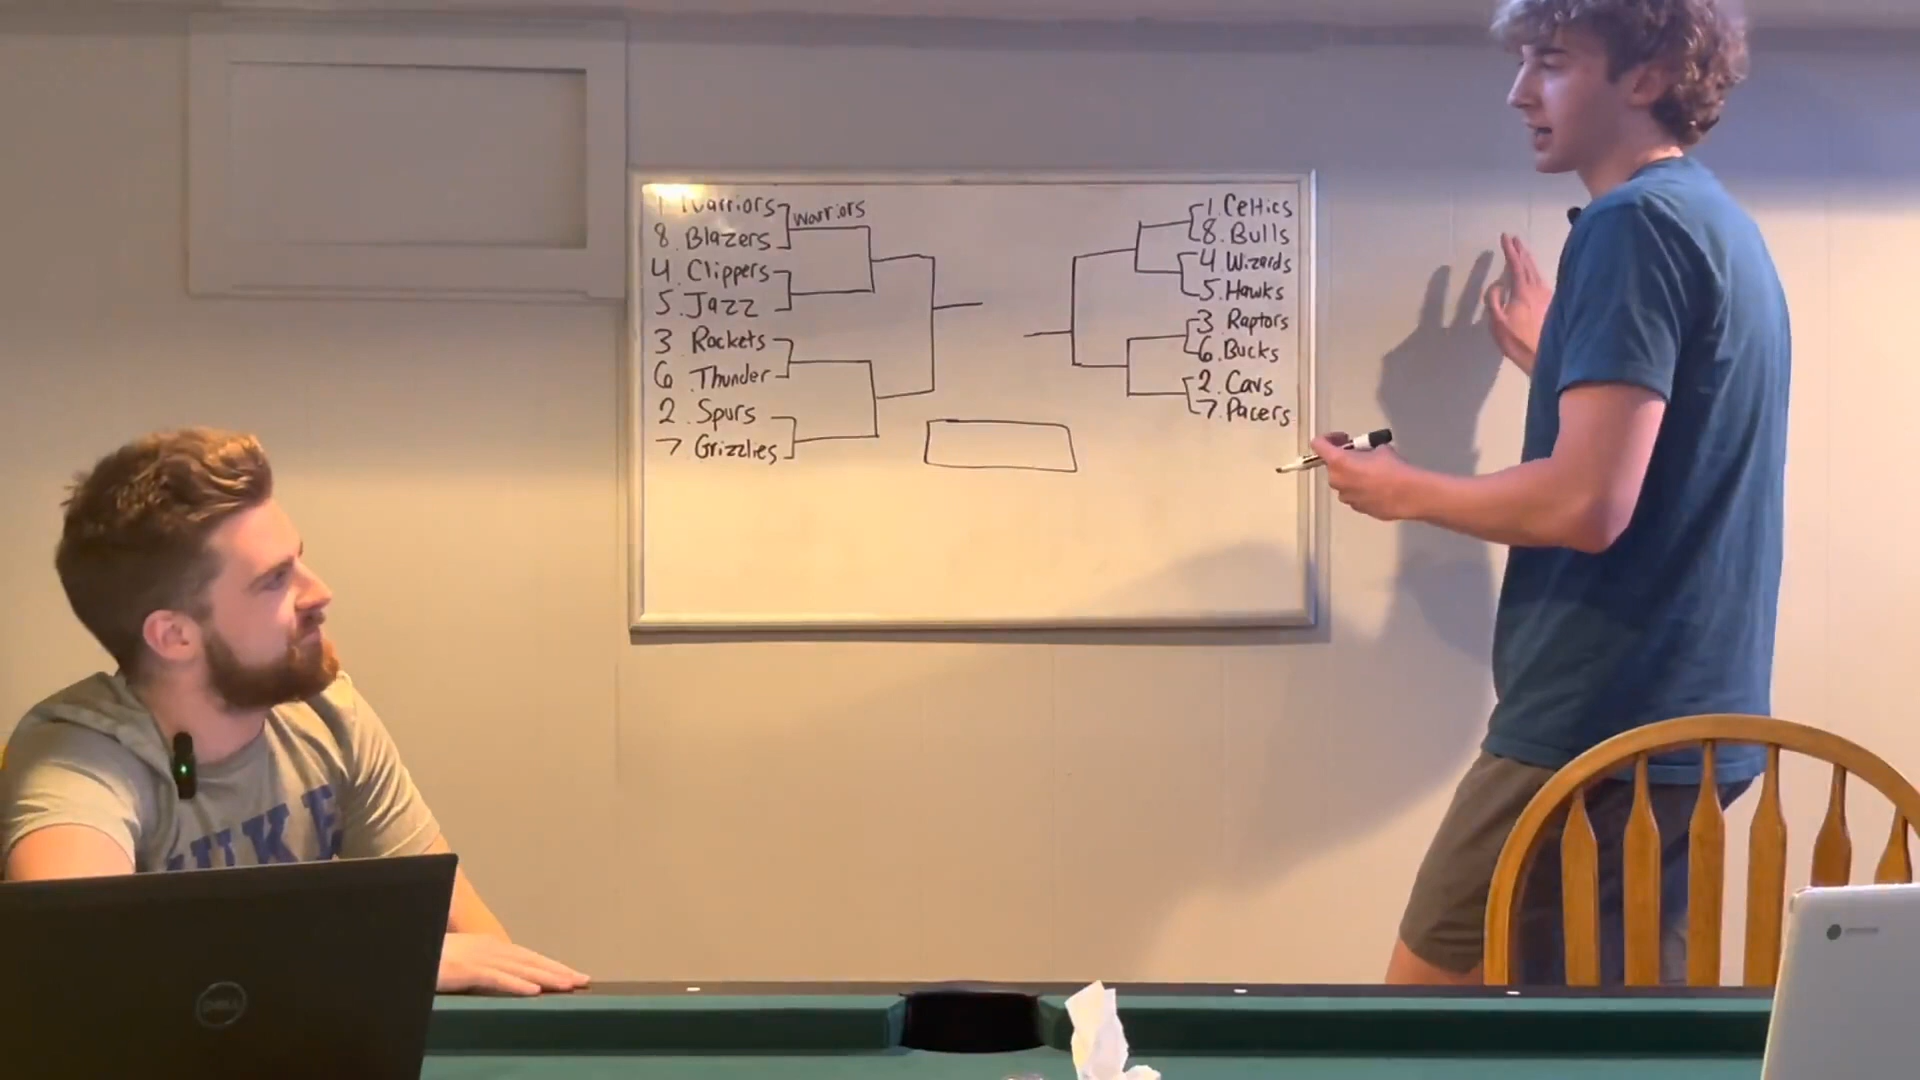 1 Warriors
Warriors
8. Blazers
4. Clippers
5. Jazz
3 Rockets
6. Thunder
2. Spurs
7 Grizzlies
1. Celtics
8. Bulls
4. Wizards
5. Hawks
3 Raptors
6. Bucks
2. Cavs
7. Pacers
DUKE
DELL